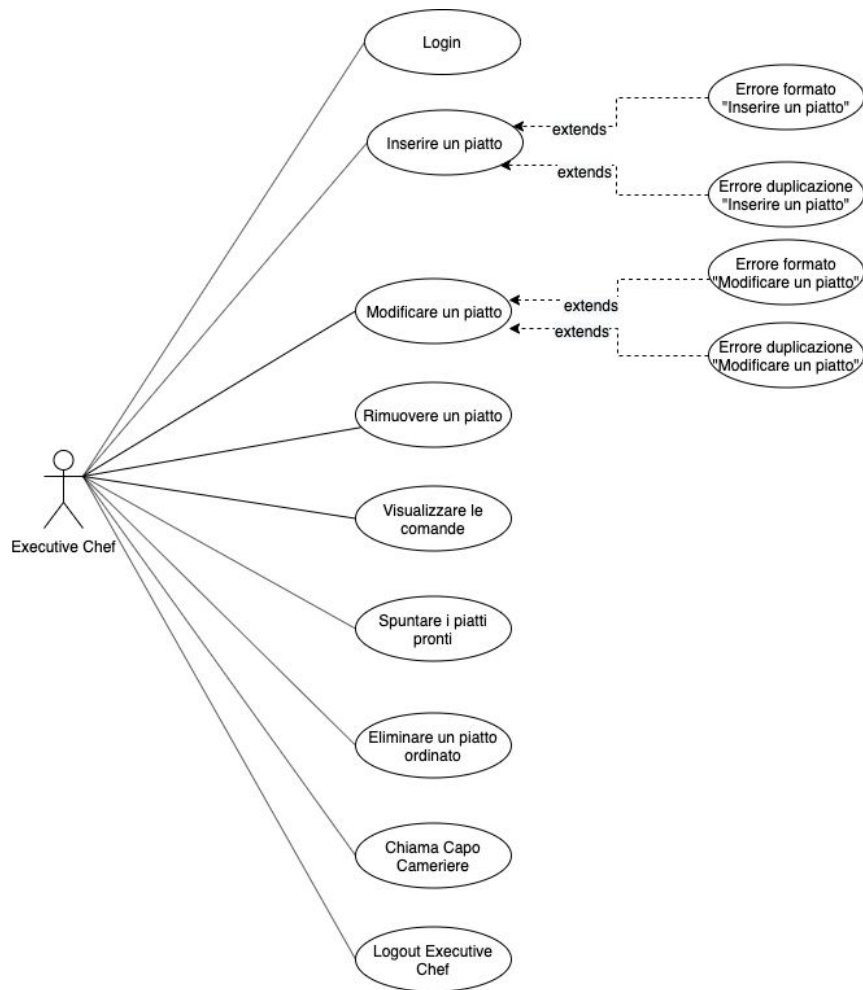 Login
Errore formato
"Inserire un piatto"
extends
Inserire un piatto
extends
Errore duplicazione
"Inserire un piatto"
Errore formato
"Modificare un piatto"
extends
Modificare un piatto
extends
Errore duplicazione
"Modificare un piatto"
Rimuovere un piatto
Visualizzare le
comande
Executive Chef
Spuntare i piatti
pronti
Eliminare un piatto
ordinato
Chiama Capo
Cameriere
Logout Executive
Chef